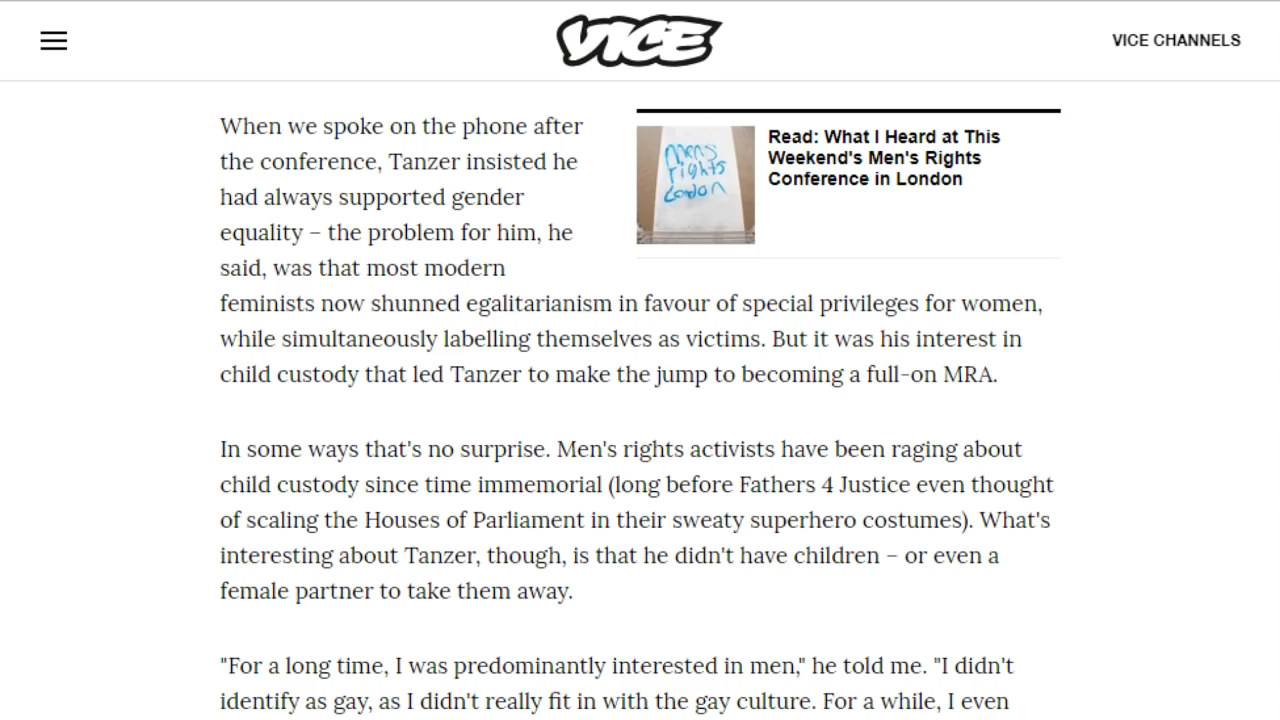 VICE
VICE CHANNELS
When we spoke on the phone after
the conference, Tanzer insisted he
had always supported gender
equality – the problem for him, he
said, was that most modern
mens
rights
London
Read: What I Heard at This
Weekend's Men's Rights
Conference in London
feminists now shunned egalitarianism in favour of special privileges for women,
while simultaneously labelling themselves as victims. But it was his interest in
child custody that led Tanzer to make the jump to becoming a full-on MRA.
In some ways that's no surprise. Men's rights activists have been raging about
child custody since time immemorial (long before Fathers 4 Justice even thought
of scaling the Houses of Parliament in their sweaty superhero costumes). What's
interesting about Tanzer, though, is that he didn't have children – or even a
female partner to take them away.
"For a long time, I was predominantly interested in men," he told me. "I didn't
identify as gay, as I didn't really fit in with the gay culture. For a while, I even